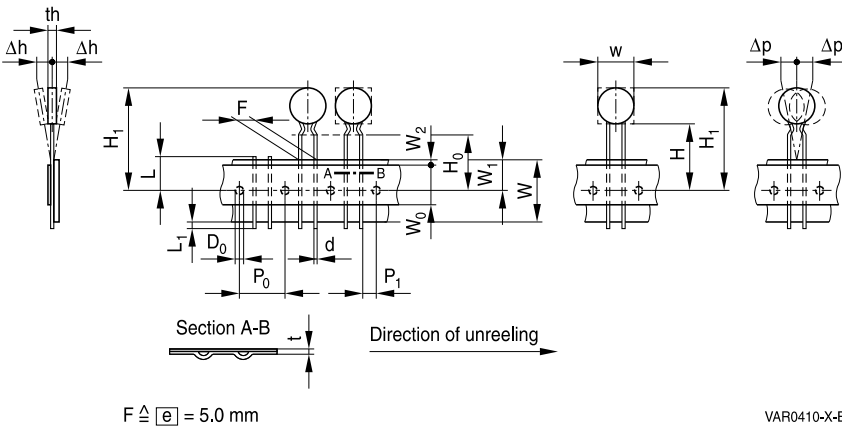 th
Δh Δh
w
Δp Δp
F
H1
L
L1
D0
P0
d
P1
A B
W2
H0
W1
W0
W
H
H1
Section A-B
t
Direction of unreeling
F ≙ e = 5.0 mm
VAR0410-X-E